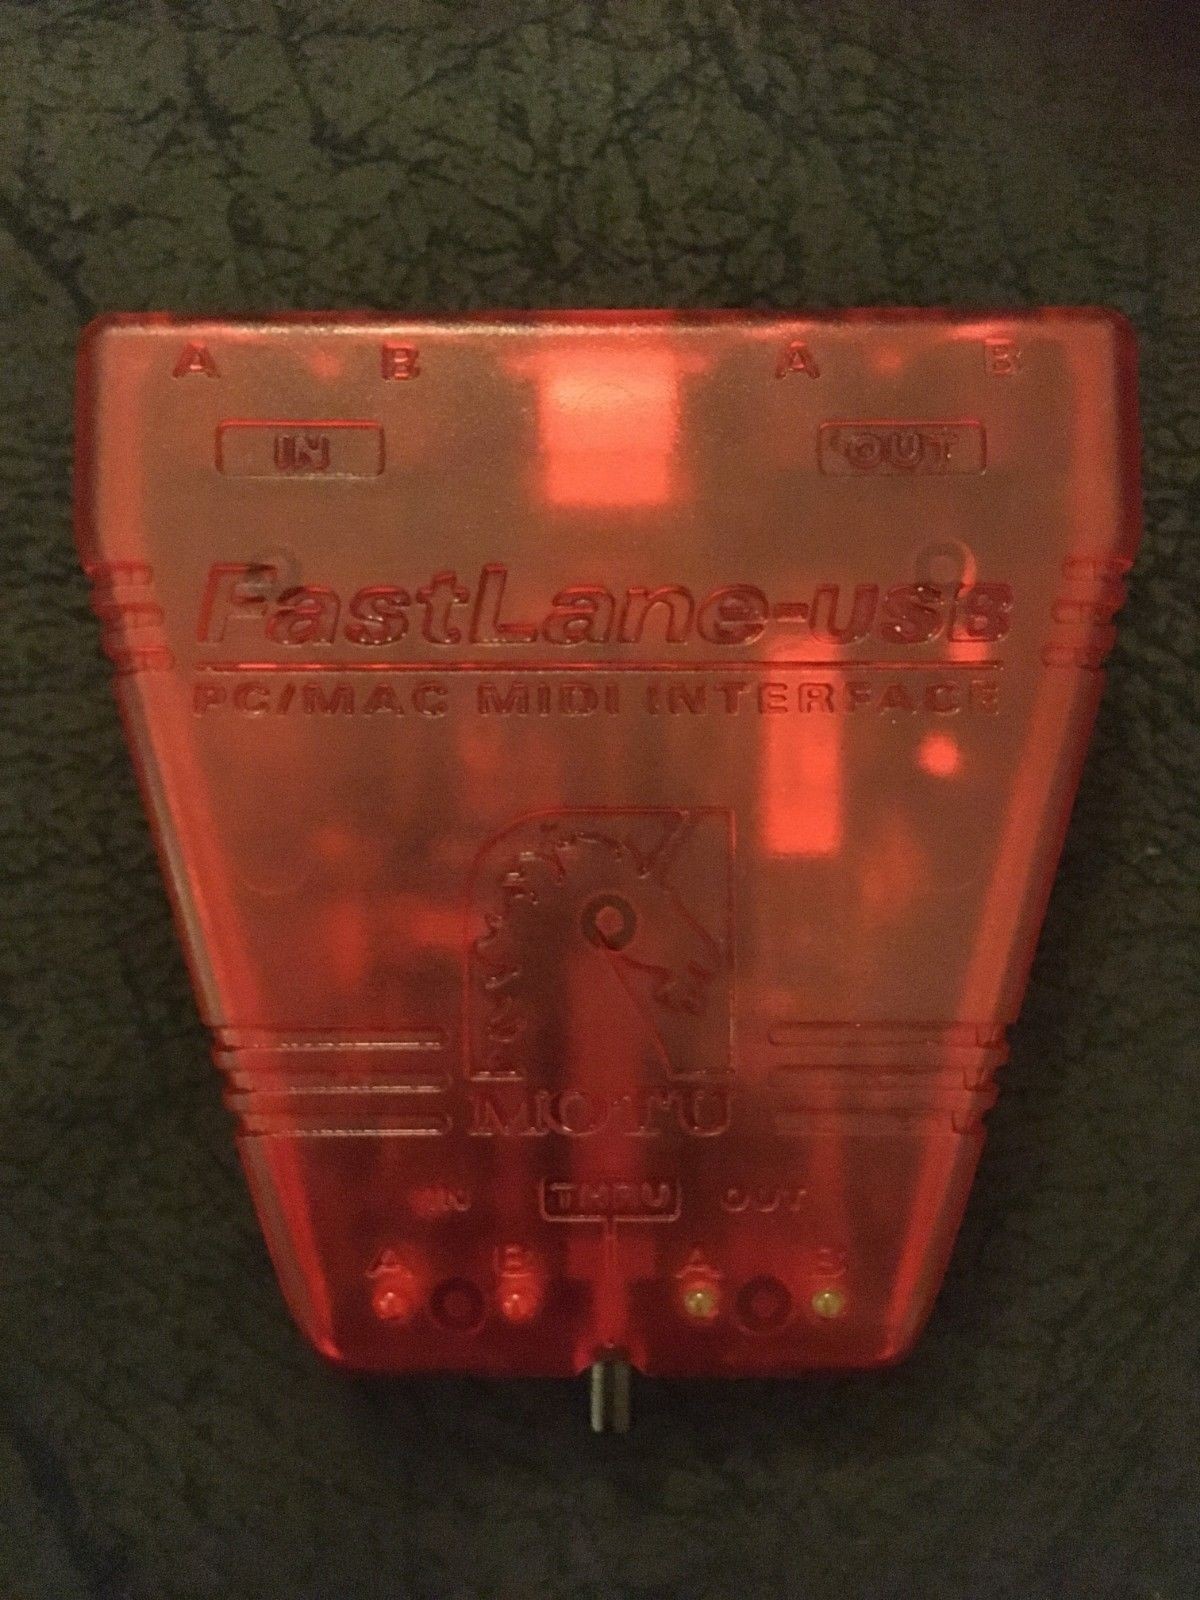 A B A B
IN OUT
FastLane-USB
PC/MAC MIDI INTERFACE
MOTU
IN THRU OUT
A B A B